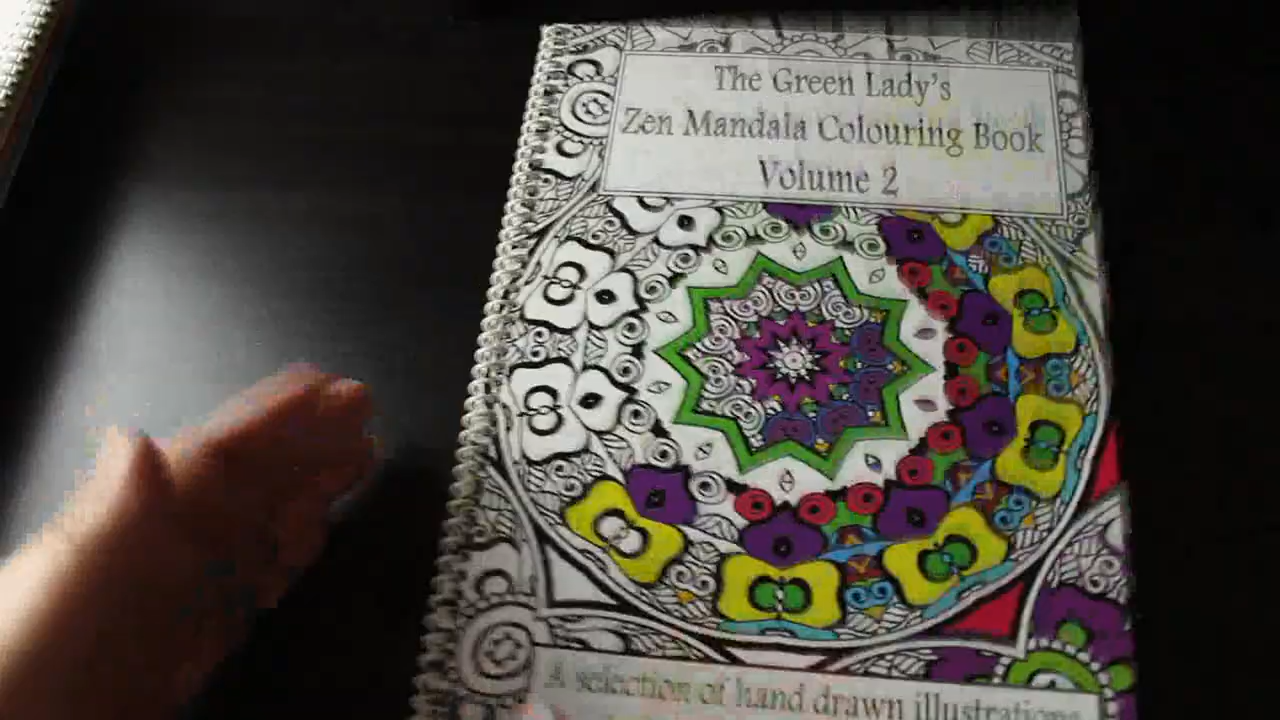 The Green Lady's
Zen Mandala Colouring Book
Volume 2
A selection of hand drawn illustrations